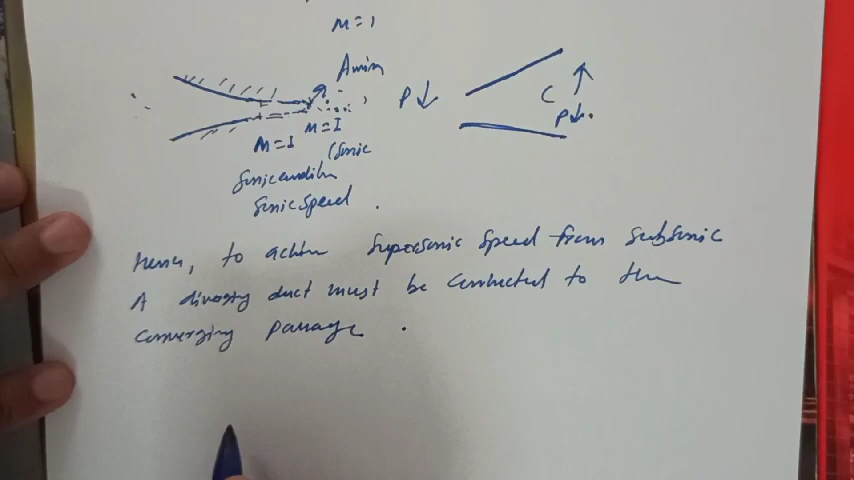 M = 1
Amin
P ↓
C ↑
P ↓
M = 1
M = 1
(Sonic
Sonic condition
Sonic Speed .
Hence, to achieve Supersonic Speed from Subsonic
A diverging duct must be connected to the
converging passage .